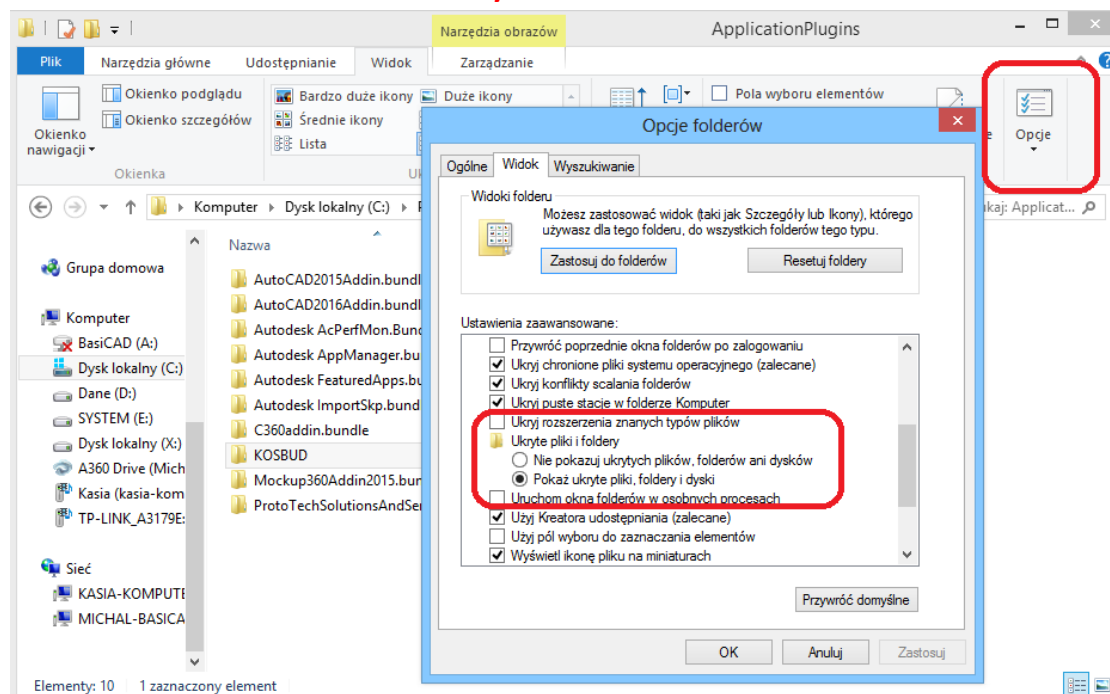 Narzędzia obrazów
ApplicationPlugins
Plik
Narzędzia główne
Udostępnianie
Widok
Zarządzanie
Okienko nawigacji
Okienko podglądu
Okienko szczegółów
Okienka
Bardzo duże ikony
Duże ikony
Średnie ikony
Lista
Pola wyboru elementów
Opcje
Komputer
Dysk lokalny (C:)
Nazwa
Grupa domowa
Komputer
BasiCAD (A:)
Dysk lokalny (C:)
Dane (D:)
SYSTEM (E:)
Dysk lokalny (X:)
A360 Drive (Mich
Kasia (kasia-kom
TP-LINK_A3179E:
Sieć
KASIA-KOMPUTE
MICHAL-BASICA
AutoCAD2015Addin.bundl
AutoCAD2016Addin.bundl
Autodesk AcPerfMon.Bund
Autodesk AppManager.bu
Autodesk FeaturedApps.bu
Autodesk ImportSkp.bund
C360addin.bundle
KOSBUD
Mockup360Addin2015.bun
ProtoTechSolutionsAndSer
Opcje folderów
Ogólne
Widok
Wyszukiwanie
Widoki folderu
Możesz zastosować widok (taki jak Szczegóły lub Ikony), którego
używasz dla tego folderu, do wszystkich folderów tego typu.
Zastosuj do folderów
Resetuj foldery
Ustawienia zaawansowane:
Przywróć poprzednie okna folderów po zalogowaniu
Ukryj chronione pliki systemu operacyjnego (zalecane)
Ukryj konflikty scalania folderów
Ukryj puste stacje w folderze Komputer
Ukryj rozszerzenia znanych typów plików
Ukryte pliki i foldery
Nie pokazuj ukrytych plików, folderów ani dysków
Pokaż ukryte pliki, foldery i dyski
Uruchom okna folderów w osobnych procesach
Użyj Kreatora udostępniania (zalecane)
Użyj pól wyboru do zaznaczania elementów
Wyświetl ikonę pliku na miniaturach
Przywróć domyślne
OK
Anuluj
Zastosuj
ukaj: Applicat...
Elementy: 10
1 zaznaczony element